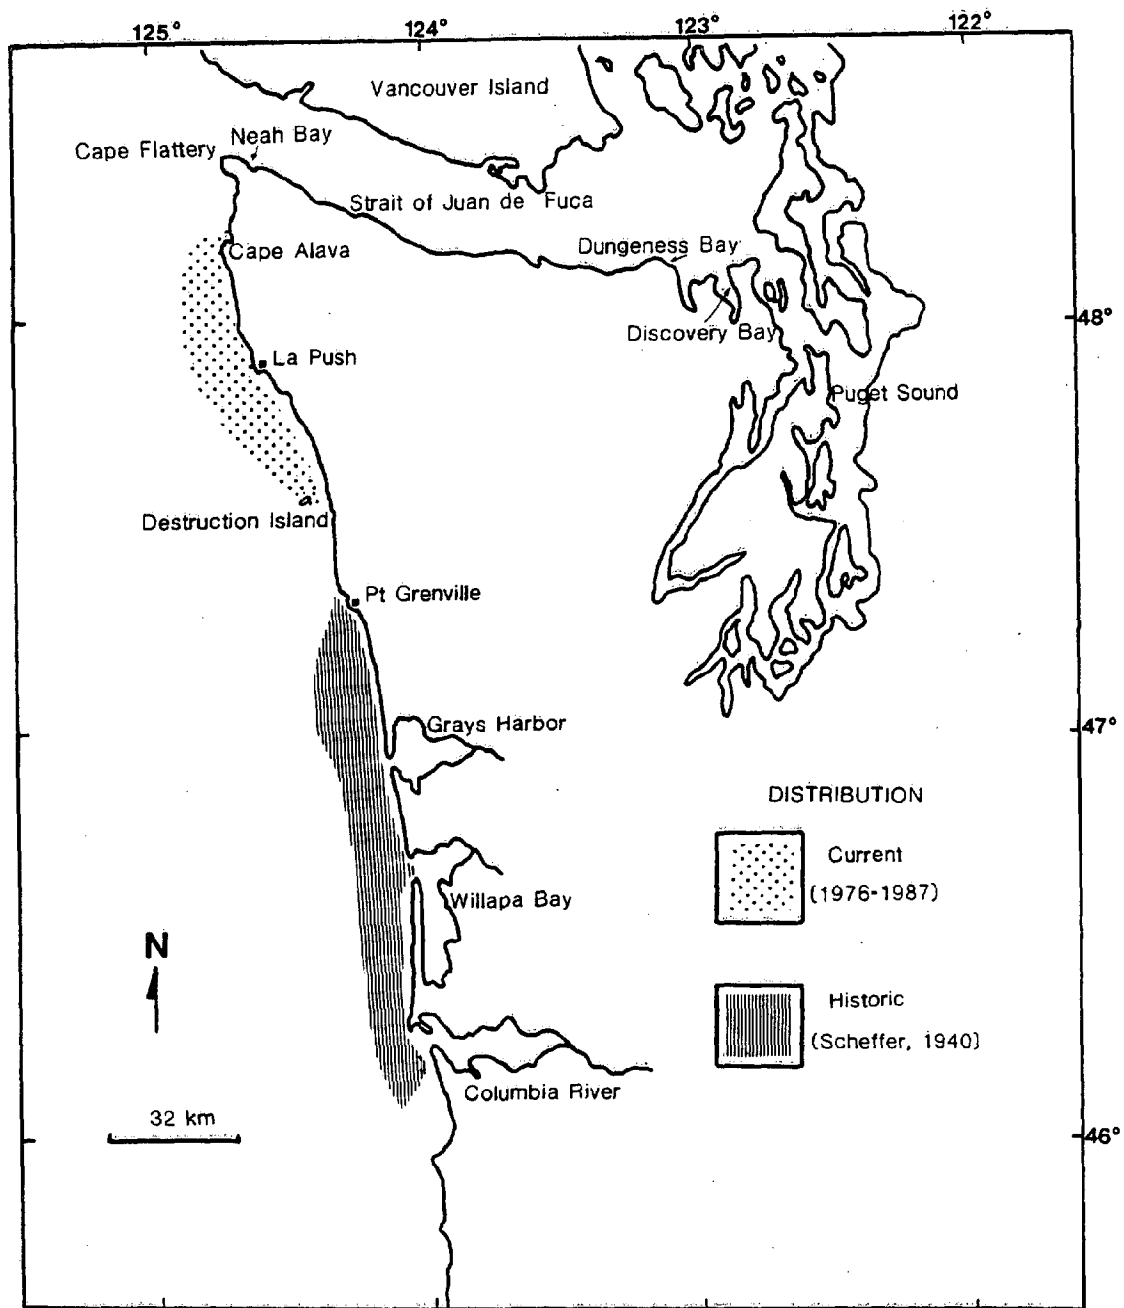 125° 124° 123° 122°
Vancouver Island
Neah Bay
Cape Flattery
Strait of Juan de Fuca
Dungeness Bay
Cape Alava
48°
Discovery Bay
La Push
Puget Sound
Destruction Island
Pt Grenville
Grays Harbor
47°
DISTRIBUTION
Current
(1976-1987)
Willapa Bay
N
Historic
(Scheffer, 1940)
Columbia River
32 km
46°